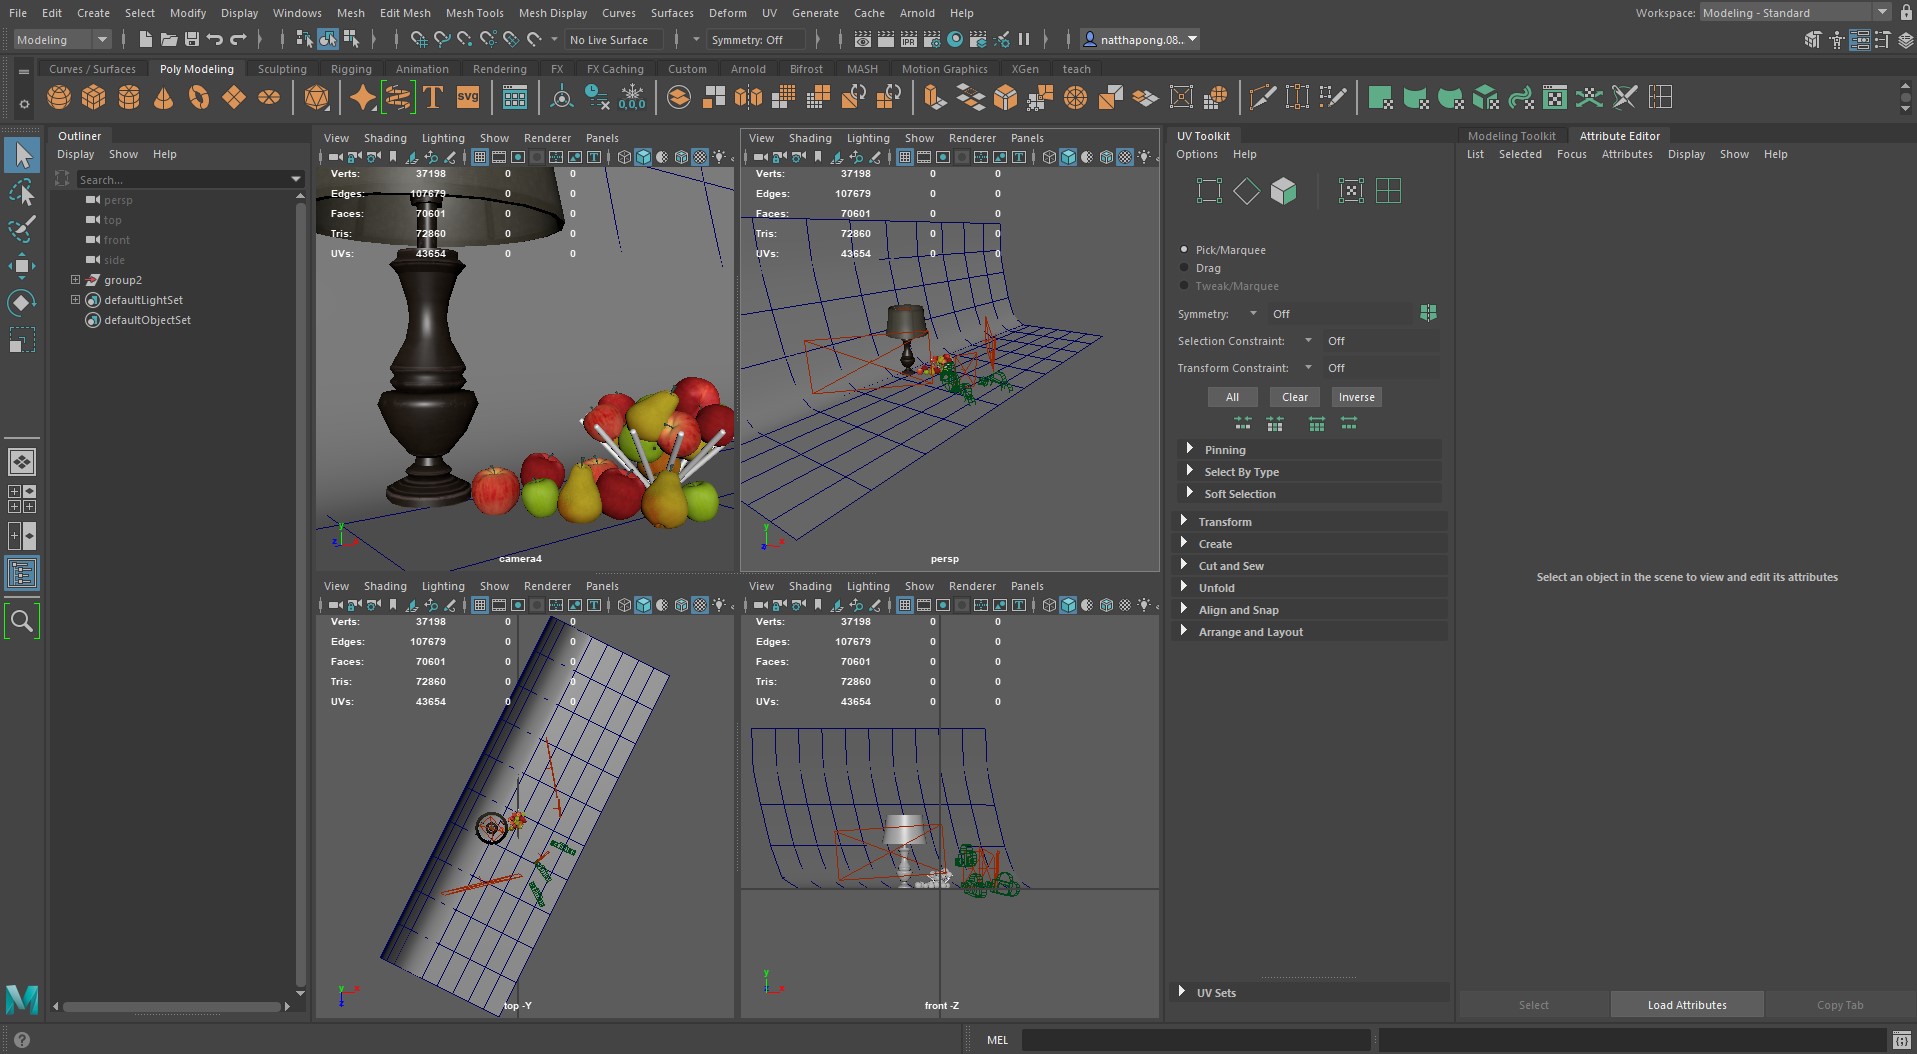 File Edit Create Select Modify Display Windows Mesh Edit Mesh Mesh Tools Mesh Display Curves Surfaces Deform UV Generate Cache Arnold Help Workspace: Modeling - Standard
Modeling No Live Surface Symmetry: Off natthapong.08...
Curves / Surfaces Poly Modeling Sculpting Rigging Animation Rendering FX FX Caching Custom Arnold Bifrost MASH Motion Graphics XGen teach
T svg 0,0,0
Outliner
Display Show Help
Search...
persp
top
front
side
group2
defaultLightSet
defaultObjectSet
View Shading Lighting Show Renderer Panels
Verts: 37198 0 0
Edges: 107679 0 0
Faces: 70601 0 0
Tris: 72860 0 0
UVs: 43654 0 0
y
z x
camera4
View Shading Lighting Show Renderer Panels
Verts: 37198 0 0
Edges: 107679 0 0
Faces: 70601 0 0
Tris: 72860 0 0
UVs: 43654 0 0
y
z x
persp
View Shading Lighting Show Renderer Panels
Verts: 37198 0 0
Edges: 107679 0 0
Faces: 70601 0 0
Tris: 72860 0 0
UVs: 43654 0 0
y x
z
top -Y
View Shading Lighting Show Renderer Panels
Verts: 37198 0 0
Edges: 107679 0 0
Faces: 70601 0 0
Tris: 72860 0 0
UVs: 43654 0 0
y
z x
front -Z
UV Toolkit
Options Help
Pick/Marquee
Drag
Tweak/Marquee
Symmetry: Off
Selection Constraint: Off
Transform Constraint: Off
All Clear Inverse
Pinning
Select By Type
Soft Selection
Transform
Create
Cut and Sew
Unfold
Align and Snap
Arrange and Layout
UV Sets
Modeling Toolkit Attribute Editor
List Selected Focus Attributes Display Show Help
Select an object in the scene to view and edit its attributes
Select Load Attributes Copy Tab
M
MEL